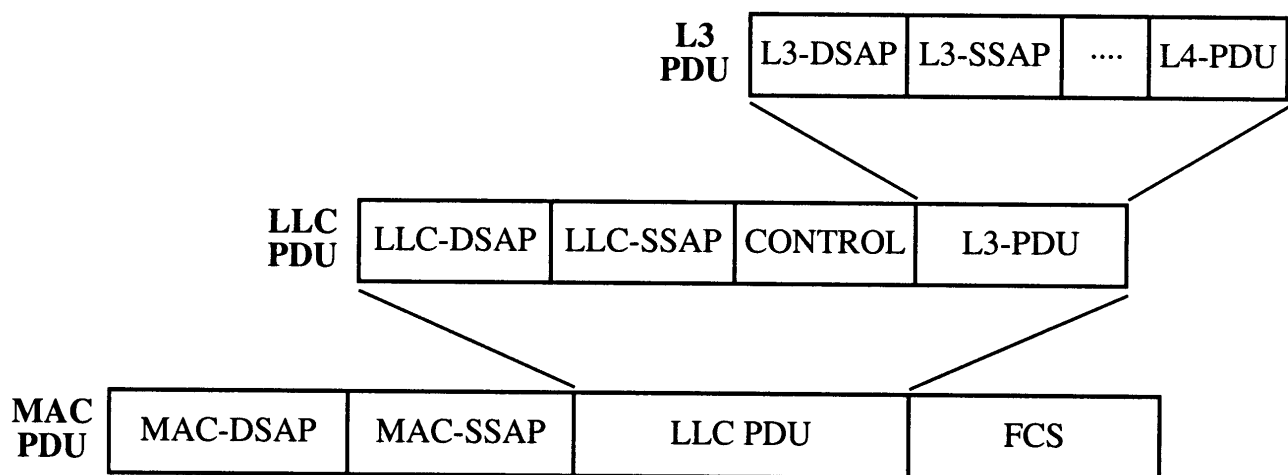 L3
PDU
L3-DSAP L3-SSAP .... L4-PDU
LLC
PDU
LLC-DSAP LLC-SSAP CONTROL L3-PDU
MAC
PDU
MAC-DSAP MAC-SSAP LLC PDU FCS